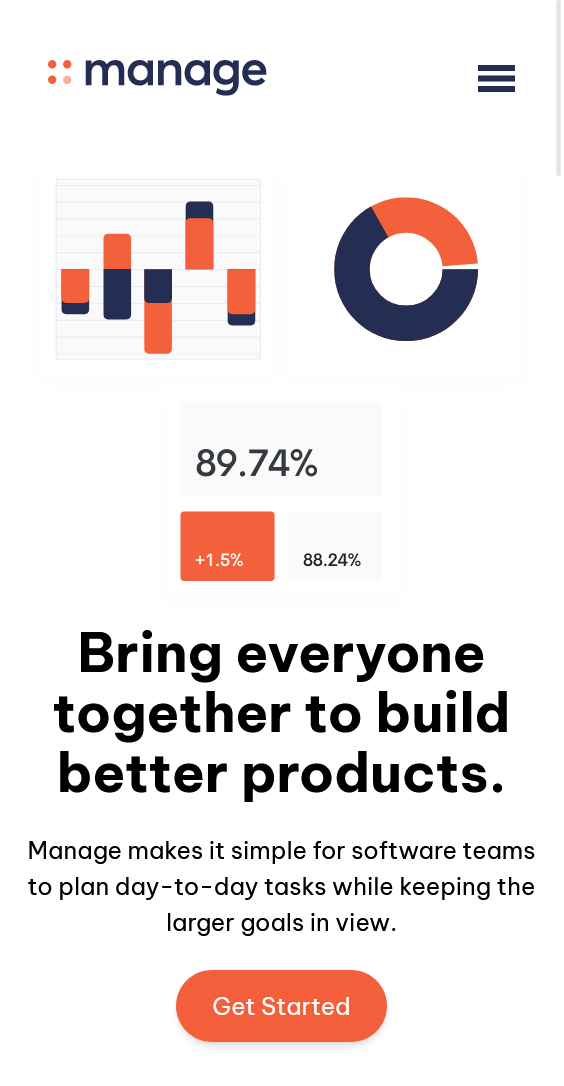 manage
89.74%
+1.5%
88.24%
Bring everyone
together to build
better products.
Manage makes it simple for software teams
to plan day-to-day tasks while keeping the
larger goals in view.
Get Started